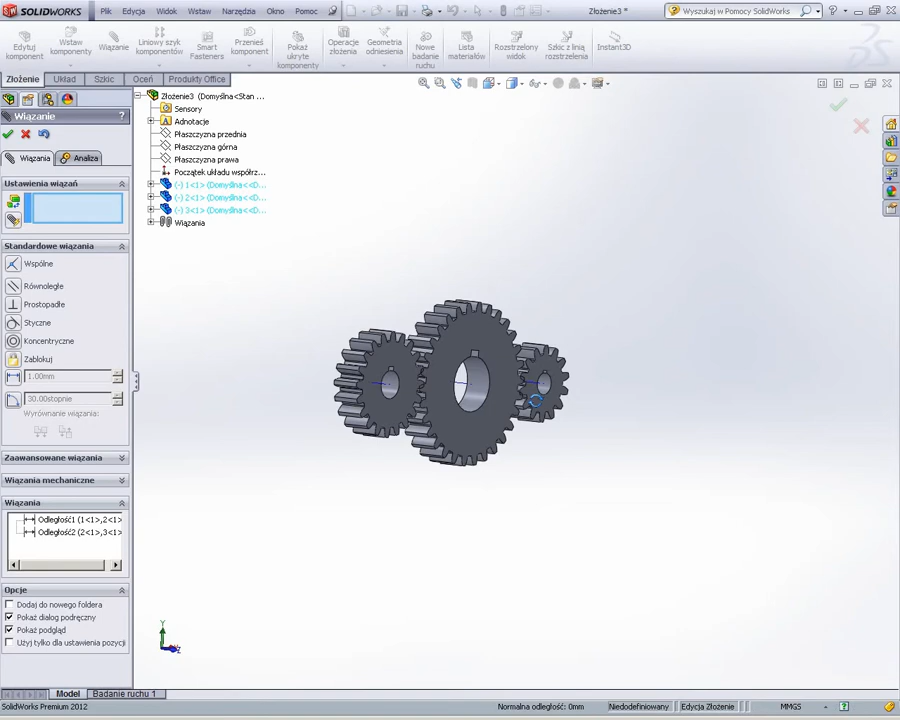 SOLIDWORKS Plik Edycja Widok Wstaw Narzędzia Okno Pomoc Złożenie3 * Wyszukaj w Pomocy SolidWorks
Edytuj komponent
Wstaw komponenty
Wiązanie
Liniowy szyk komponentu
Smart Fasteners
Przenieś komponent
Pokaż ukryte komponenty
Operacje złożenia
Geometria odniesienia
Nowe badanie ruchu
Lista materiałów
Rozstrzelony widok
Szkic z linią rozstrzeleń
Instant3D
Złożenie Układ Szkic Oceń Produkty Office
Wiązanie ?
Wiązania Analiza
Ustawienia wiązań
Standardowe wiązania
Wspólne
Równoległe
Prostopadłe
Styczne
Koncentryczne
Zablokuj
1.00mm
30.00stopnie
Wyrównanie wiązania:
Zaawansowane wiązania
Wiązania mechaniczne
Wiązania
Odległość1 (1<1>,2<1>
Odległość2 (2<1>,3<1>
Opcje
Dodaj do nowego foldera
Pokaż dialog podręczny
Pokaż podgląd
Użyj tylko dla ustawienia pozycji
Złożenie3 (Domyślna<Stan ...
Sensory
Adnotacje
Płaszczyzna przednia
Płaszczyzna górna
Płaszczyzna prawa
Początek układu współrz...
(-) 1<1> (Domyślna<<D...
(-) 2<1> (Domyślna<<D...
(-) 3<1> (Domyślna<<D...
Wiązania
Y
Z
Model Badanie ruchu 1
SolidWorks Premium 2012 Normalna odległość: 0mm Niedodefiniowany Edycja Złożenie MMGS